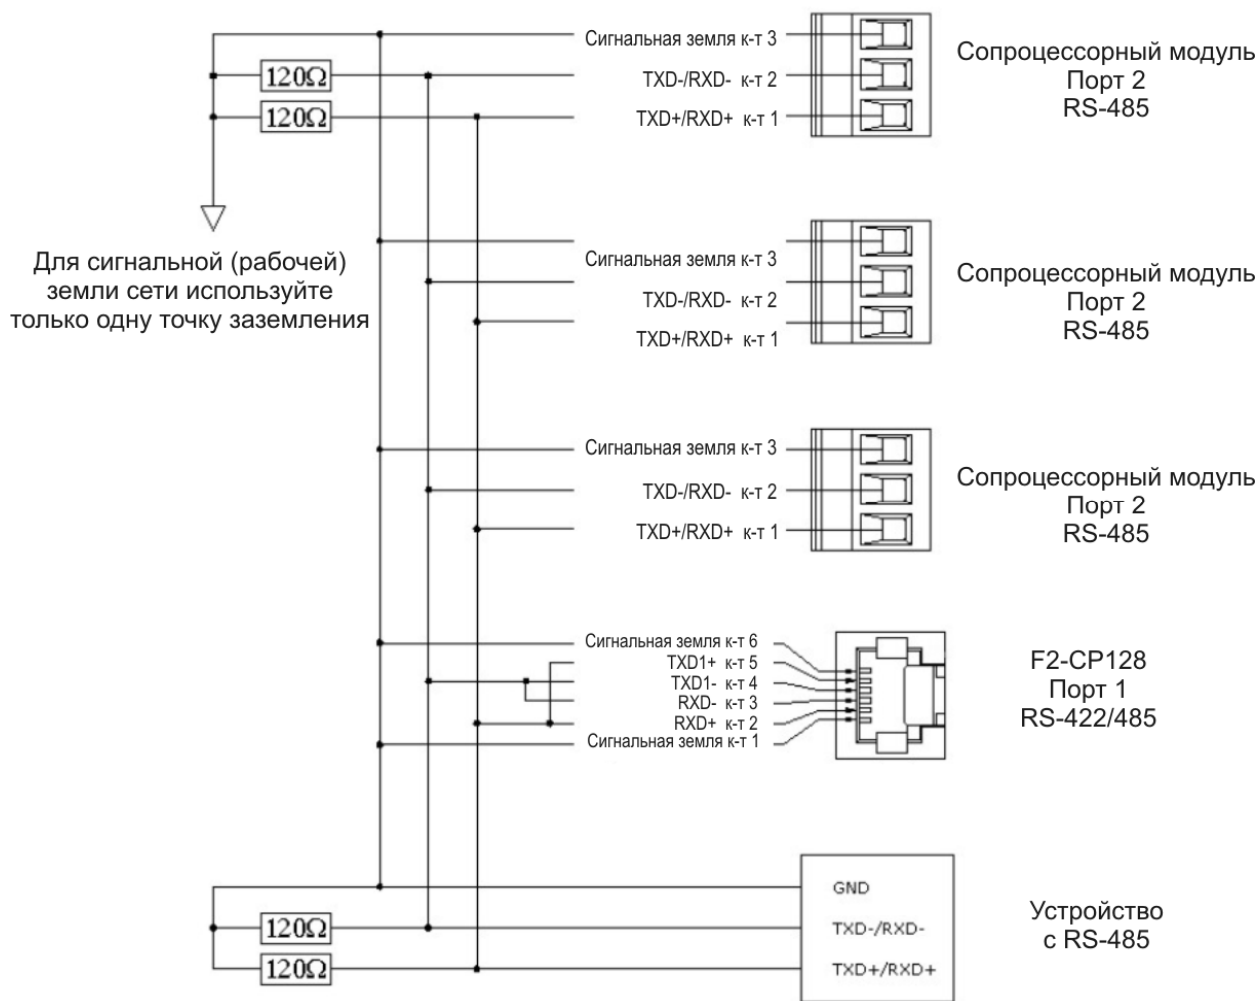 Сигнальная земля к-т 3
120Ω
TXD-/RXD- к-т 2
120Ω
TXD+/RXD+ к-т 1
Сопроцессорный модуль
Порт 2
RS-485
Для сигнальной (рабочей)
земли сети используйте
только одну точку заземления
Сигнальная земля к-т 3
TXD-/RXD- к-т 2
TXD+/RXD+ к-т 1
Сопроцессорный модуль
Порт 2
RS-485
Сигнальная земля к-т 3
TXD-/RXD- к-т 2
TXD+/RXD+ к-т 1
Сопроцессорный модуль
Порт 2
RS-485
Сигнальная земля к-т 6
TXD1+ к-т 5
TXD1- к-т 4
RXD- к-т 3
RXD+ к-т 2
Сигнальная земля к-т 1
F2-CP128
Порт 1
RS-422/485
GND
120Ω
TXD-/RXD-
120Ω
TXD+/RXD+
Устройство
с RS-485